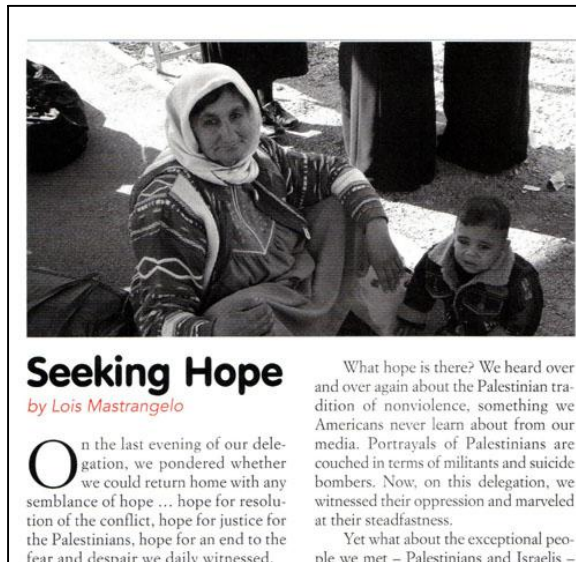 Seeking Hope
by Lois Mastrangelo
On the last evening of our dele-
gation, we pondered whether
we could return home with any
semblance of hope … hope for resolu-
tion of the conflict, hope for justice for
the Palestinians, hope for an end to the
fear and despair we daily witnessed.
What hope is there? We heard over
and over again about the Palestinian tra-
dition of nonviolence, something we
Americans never learn about from our
media. Portrayals of Palestinians are
couched in terms of militants and suicide
bombers. Now, on this delegation, we
witnessed their oppression and marveled
at their steadfastness.
Yet what about the exceptional peo-
ple we met – Palestinians and Israelis –